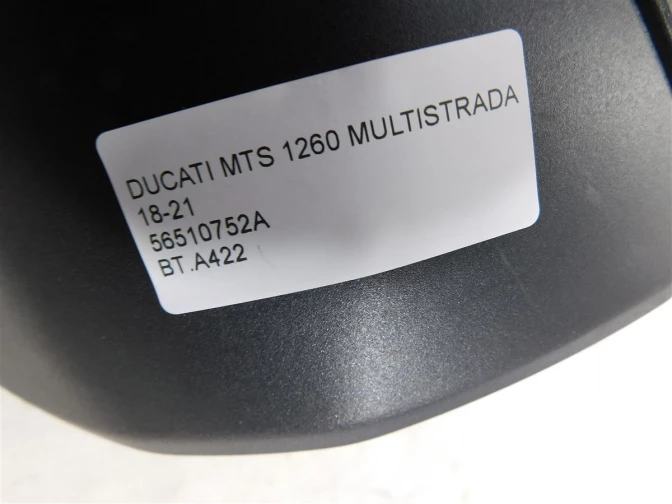 DUCATI MTS 1260 MULTISTRADA
18-21
56510752A
BT.A422